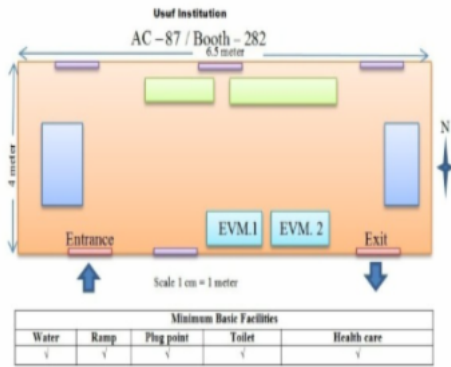 Usuf Institution
AC – 87 / Booth – 282
6.5 meter
4 meter
N
EVM.1
EVM. 2
Entrance
Exit
Scale 1 cm = 1 meter
Minimum Basic Facilities
Water Ramp Plug point Toilet Health care
√ √ √ √ √